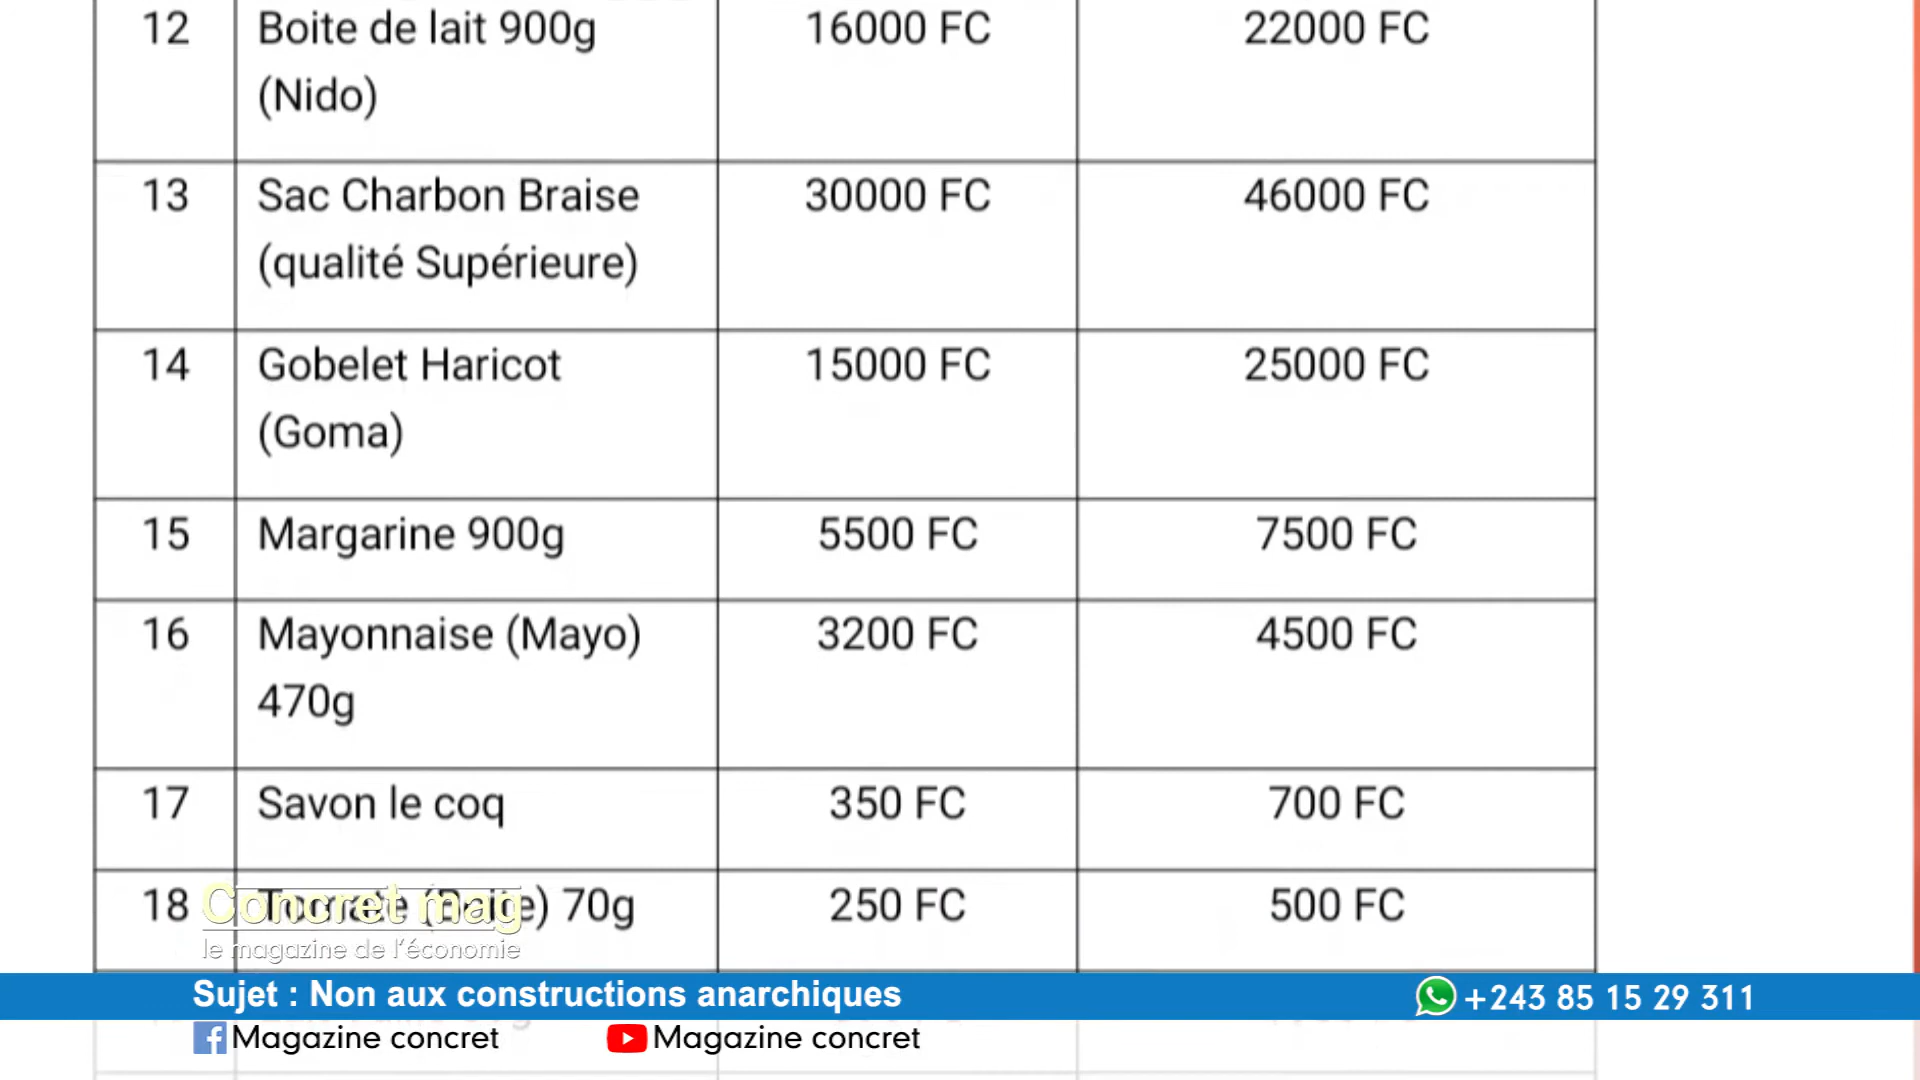 12 Boite de lait 900g 16000 FC 22000 FC
(Nido)
13 Sac Charbon Braise 30000 FC 46000 FC
(qualité Supérieure)
14 Gobelet Haricot 15000 FC 25000 FC
(Goma)
15 Margarine 900g 5500 FC 7500 FC
16 Mayonnaise (Mayo) 3200 FC 4500 FC
470g
17 Savon le coq 350 FC 700 FC
18 Tomate (Boite) 70g 250 FC 500 FC
Concret mag
le magazine de l'économie
Sujet : Non aux constructions anarchiques
+243 85 15 29 311
Magazine concret
Magazine concret